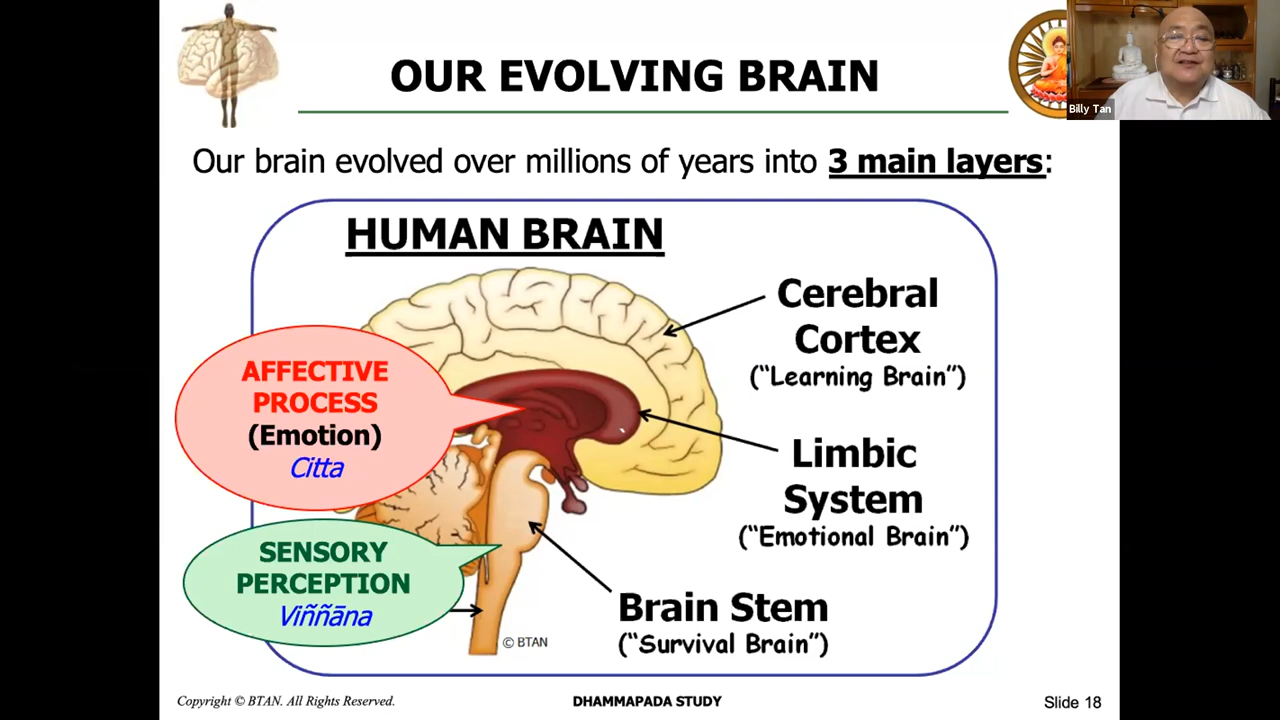 OUR EVOLVING BRAIN
Billy Tan
Our brain evolved over millions of years into 3 main layers:
HUMAN BRAIN
Cerebral
Cortex
(“Learning Brain”)
AFFECTIVE
PROCESS
(Emotion)
Citta
Limbic
System
(“Emotional Brain”)
SENSORY
PERCEPTION
Viññāna
Brain Stem
(“Survival Brain”)
© BTAN
Copyright © BTAN. All Rights Reserved.
DHAMMAPADA STUDY
Slide 18